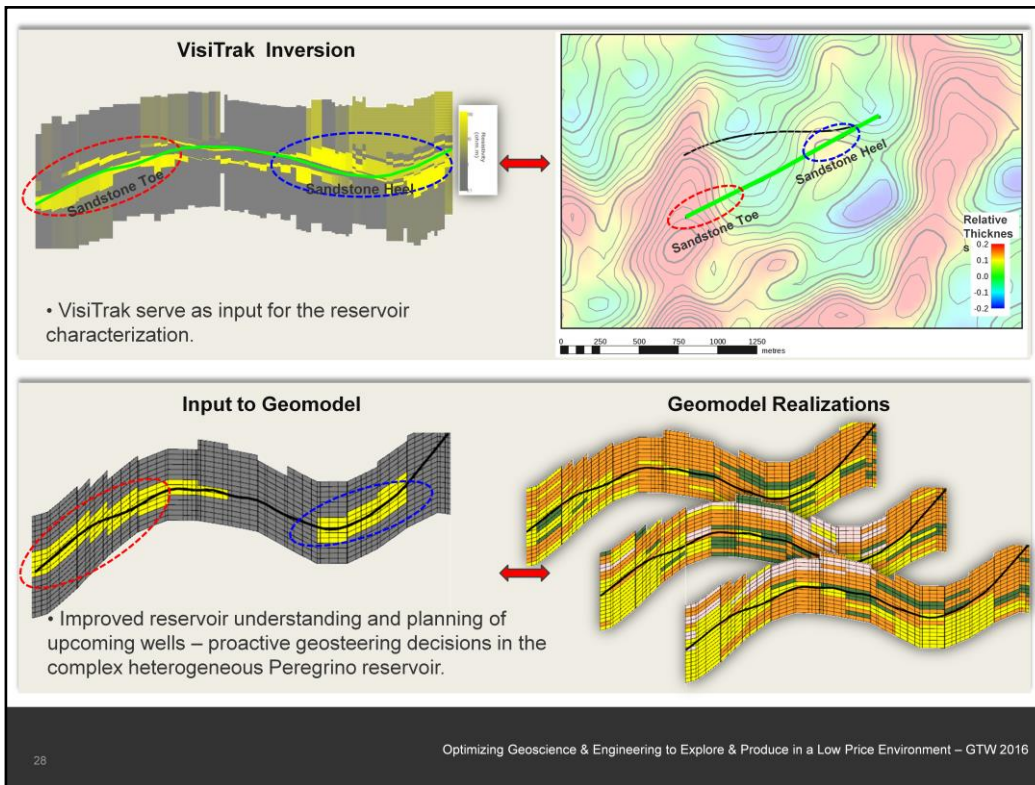 VisiTrak Inversion
Resistivity
(ohm.m)
Sandstone Toe
Sandstone Heel
Sandstone Heel
Sandstone Toe
Relative
Thicknes
s
0.2
0.1
0.0
-0.1
-0.2
0 250 500 750 1000 1250
metres
• VisiTrak serve as input for the reservoir
characterization.
Input to Geomodel
Geomodel Realizations
• Improved reservoir understanding and planning of
upcoming wells – proactive geosteering decisions in the
complex heterogeneous Peregrino reservoir.
28
Optimizing Geoscience & Engineering to Explore & Produce in a Low Price Environment – GTW 2016